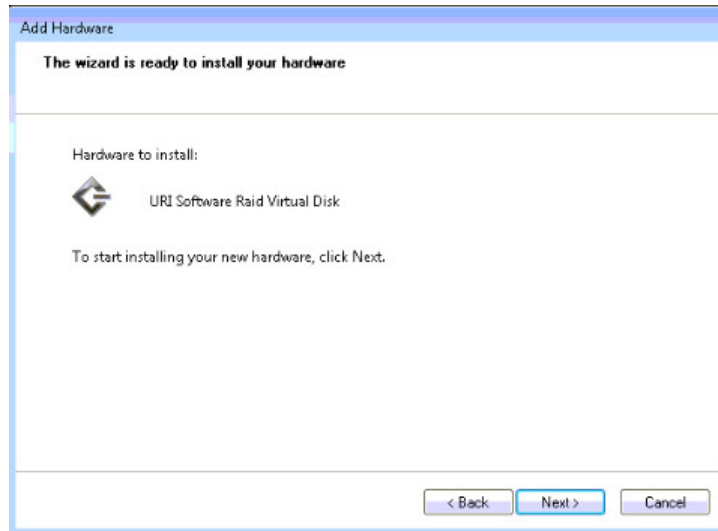 Add Hardware
The wizard is ready to install your hardware
Hardware to install:
URI Software Raid Virtual Disk
To start installing your new hardware, click Next.
< Back Next > Cancel